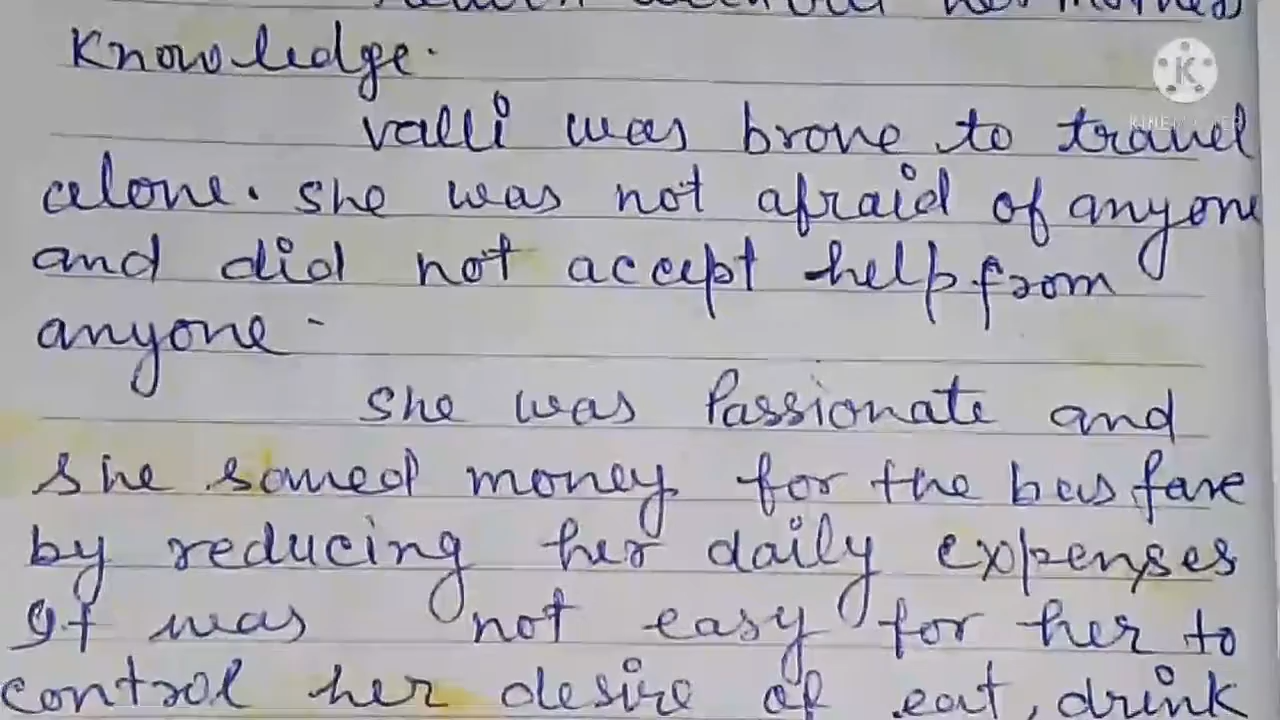 Knowledge.
valli was brove to travel
alone. she was not afraid of anyone
and did not accept help from
anyone -
she was Passionate and
she saved money for the bus fare
by reducing her daily expenses
It was not easy for her to
control her desire of eat, drink